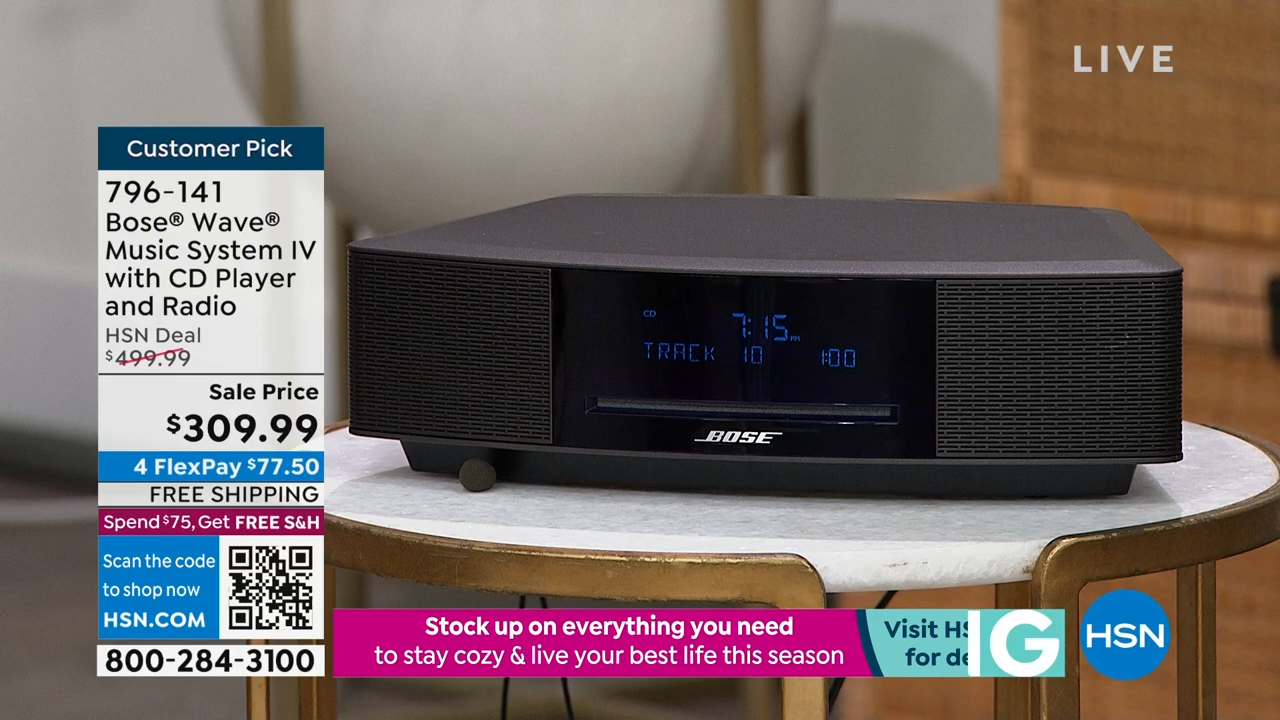 LIVE
Customer Pick
796-141
Bose® Wave®
Music System IV
with CD Player
and Radio
HSN Deal
$499.99
Sale Price
$309.99
4 FlexPay $77.50
FREE SHIPPING
Spend $75, Get FREE S&H
Scan the code
to shop now
HSN.COM
800-284-3100
CD
7:15 PM
TRACK 10 1:00
BOSE
Stock up on everything you need
to stay cozy & live your best life this season
Visit
for
G
HSN